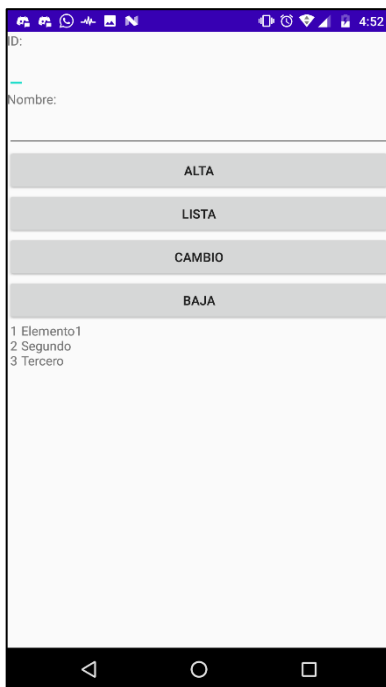 4:52
ID:
Nombre:
ALTA
LISTA
CAMBIO
BAJA
1 Elemento1
2 Segundo
3 Tercero